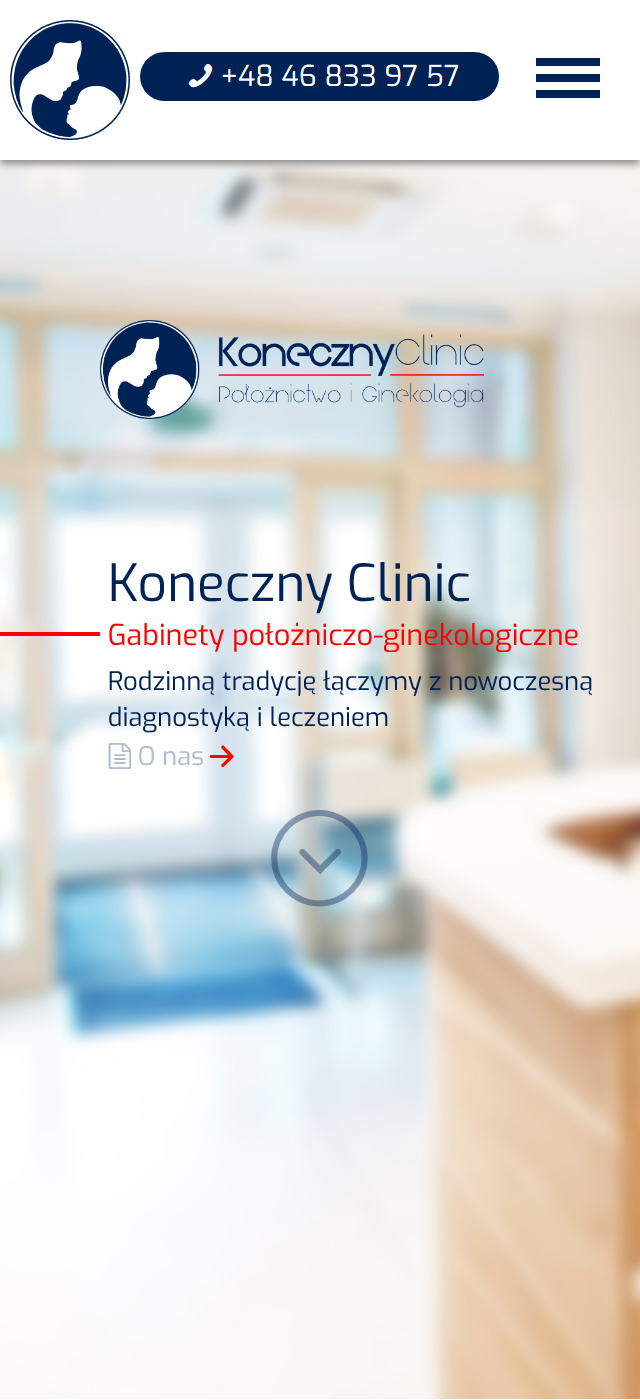 +48 46 833 97 57
KonecznyClinic
Położnictwo i Ginekologia
Koneczny Clinic
Gabinety położniczo-ginekologiczne
Rodzinną tradycję łączymy z nowoczesną
diagnostyką i leczeniem
O nas